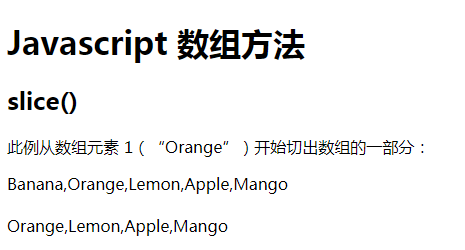 Javascript 数组方法
slice()
此例从数组元素 1（ “Orange” ）开始切出数组的一部分：
Banana,Orange,Lemon,Apple,Mango
Orange,Lemon,Apple,Mango